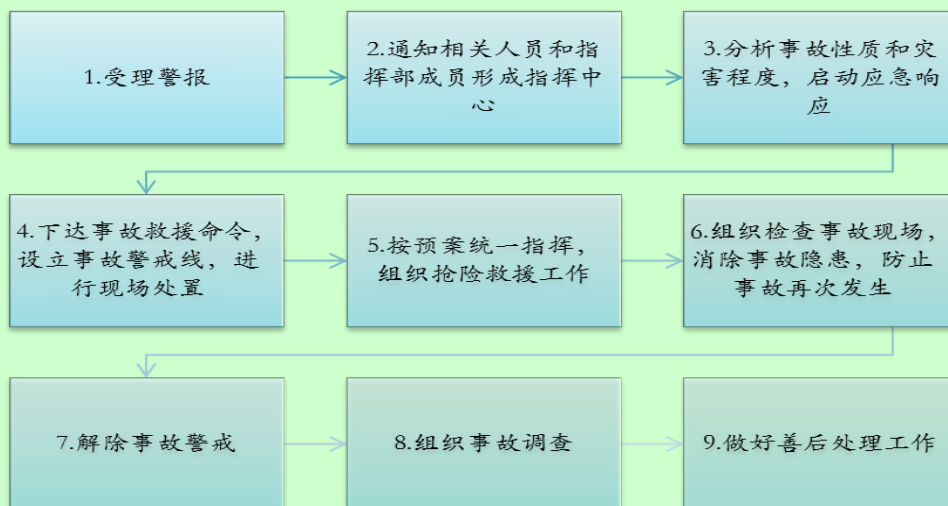 1.受理警报
2.通知相关人员和指
挥部成员形成指挥中
心
3.分析事故性质和灾
害程度，启动应急响
应
4.下达事故救援命令，
设立事故警戒线，进
行现场处置
5.按预案统一指挥，
组织抢险救援工作
6.组织检查事故现场，
消除事故隐患，防止
事故再次发生
7.解除事故警戒
8.组织事故调查
9.做好善后处理工作